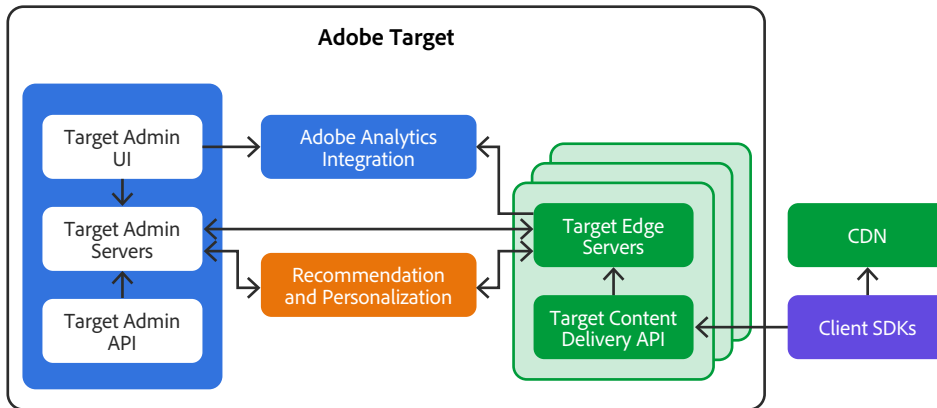 Adobe Target
Target Admin
UI
Adobe Analytics
Integration
Target Admin
Servers
Target Edge
Servers
CDN
Recommendation
and Personalization
Target Admin
API
Target Content
Delivery API
Client SDKs